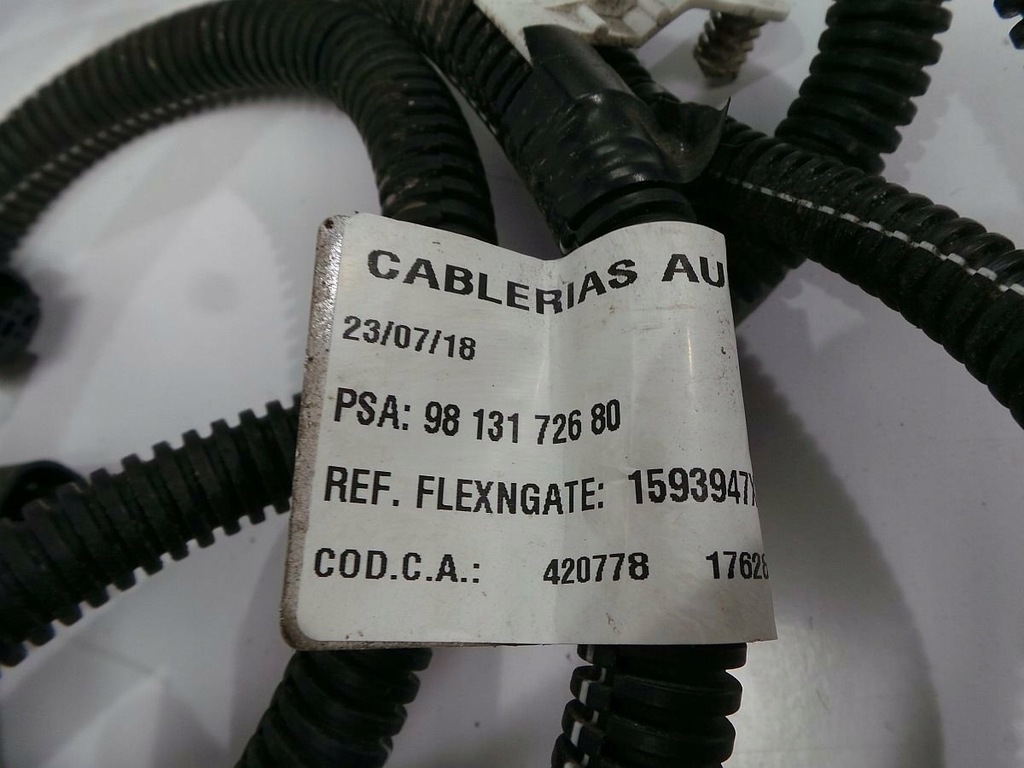 CABLERIAS AU
23/07/18
PSA: 98 131 726 80
REF. FLEXNGATE: 1593947
COD.C.A.: 420778 1762